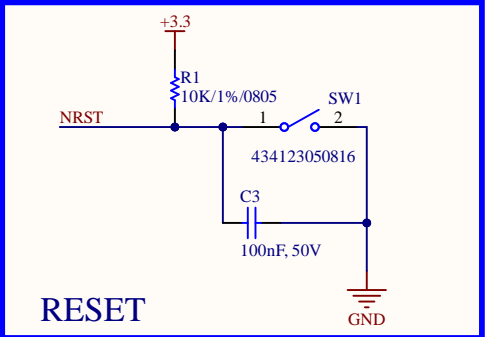 +3.3
R1
10K/1%/0805
NRST
SW1
1
2
434123050816
C3
100nF, 50V
RESET
GND